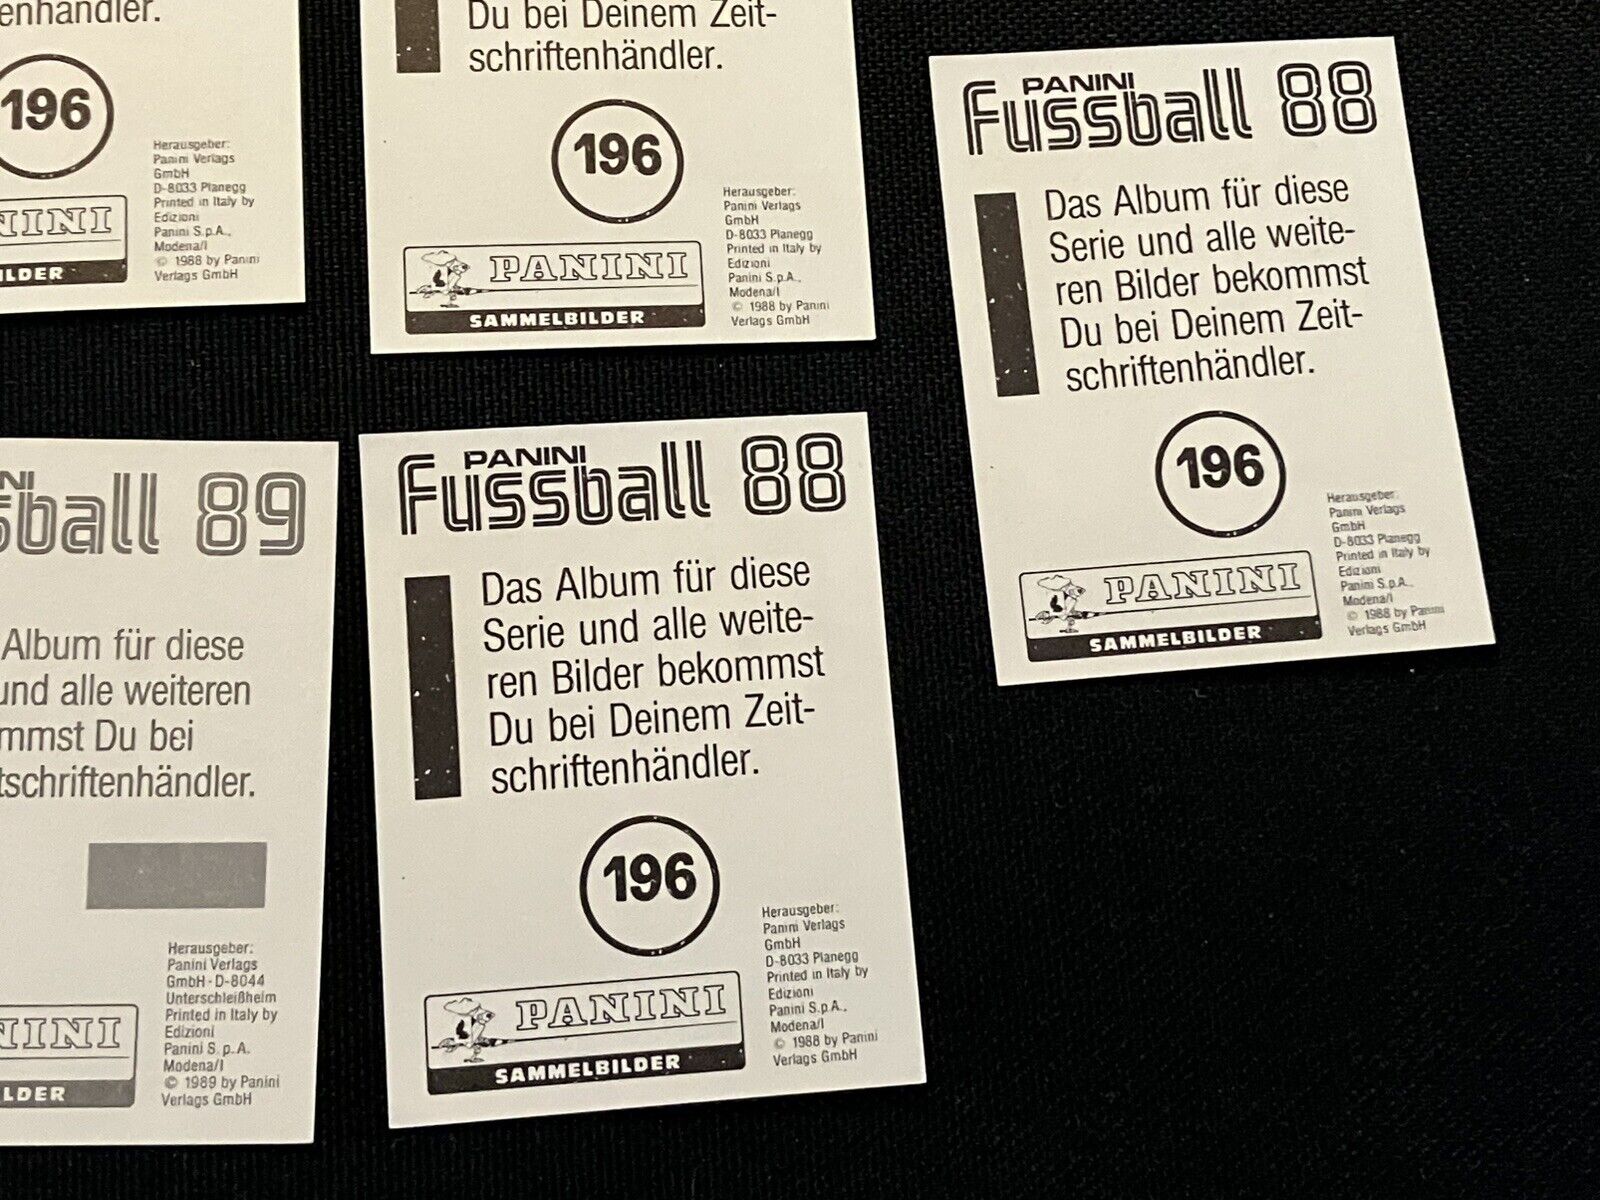 enhändler.
196
Herausgeber:
Panini Verlags
GmbH
D-8033 Planegg
Printed in Italy by
Edizioni
Panini S.p.A.,
Modena/I
© 1988 by Panini
Verlags GmbH
NINI
ILDER
Du bei Deinem Zeit-
schriftenhändler.
196
Herausgeber:
Panini Verlags
GmbH
D-8033 Planegg
Printed in Italy by
Edizioni
Panini S.p.A.,
Modena/I
© 1988 by Panini
Verlags GmbH
PANINI
SAMMELBILDER
PANINI
Fussball 88
Das Album für diese
Serie und alle weite-
ren Bilder bekommst
Du bei Deinem Zeit-
schriftenhändler.
196
Herausgeber:
Panini Verlags
GmbH
D-8033 Planegg
Printed in Italy by
Edizioni
Panini S.p.A.,
Modena/I
© 1988 by Panini
Verlags GmbH
PANINI
SAMMELBILDER
NI
sball 89
Album für diese
und alle weiteren
mmst Du bei
tschriftenhändler.
Herausgeber:
Panini Verlags
GmbH · D-8044
Unterschleißheim
Printed in Italy by
Edizioni
Panini S.p.A.
Modena/I
© 1989 by Panini
Verlags GmbH
NINI
LDER
PANINI
Fussball 88
Das Album für diese
Serie und alle weite-
ren Bilder bekommst
Du bei Deinem Zeit-
schriftenhändler.
196
Herausgeber:
Panini Verlags
GmbH
D-8033 Planegg
Printed in Italy by
Edizioni
Panini S.p.A.,
Modena/I
© 1988 by Panini
Verlags GmbH
PANINI
SAMMELBILDER